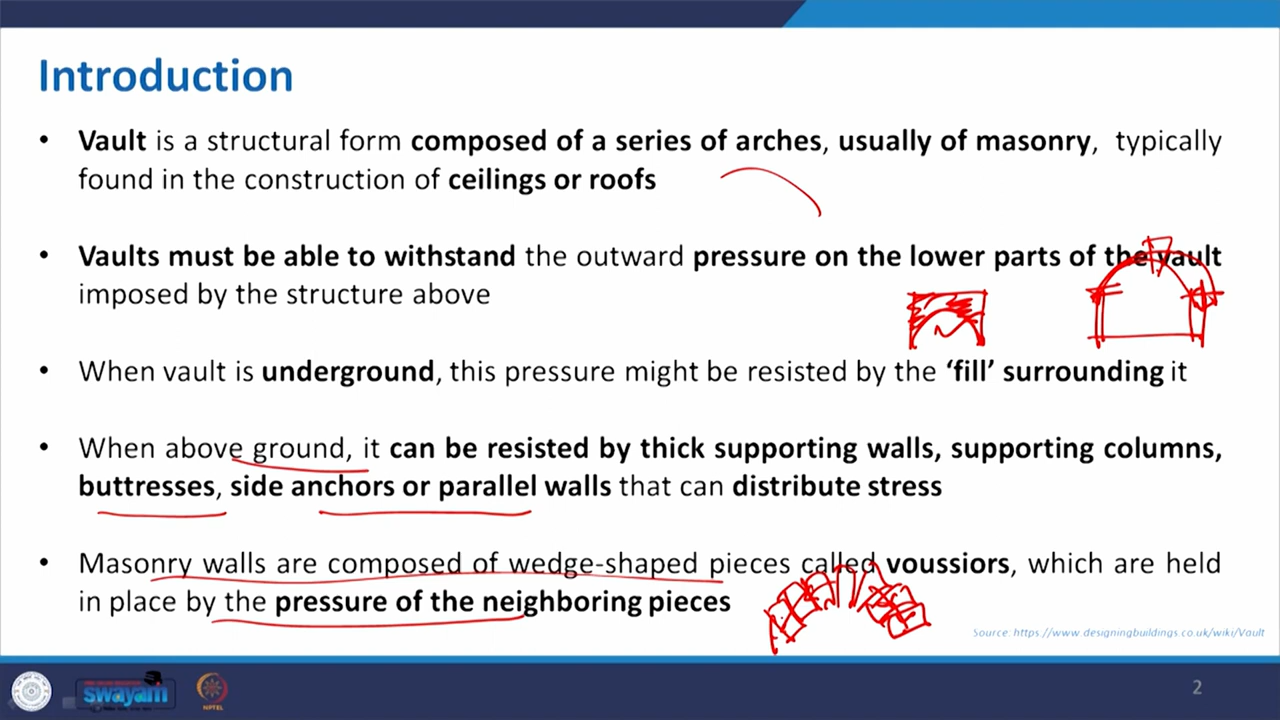 Introduction
• Vault is a structural form composed of a series of arches, usually of masonry, typically
found in the construction of ceilings or roofs
• Vaults must be able to withstand the outward pressure on the lower parts of the vault
imposed by the structure above
• When vault is underground, this pressure might be resisted by the ‘fill’ surrounding it
• When above ground, it can be resisted by thick supporting walls, supporting columns,
buttresses, side anchors or parallel walls that can distribute stress
• Masonry walls are composed of wedge-shaped pieces called voussiors, which are held
in place by the pressure of the neighboring pieces
Source: https://www.designingbuildings.co.uk/wiki/Vault
swayam
NPTEL
2